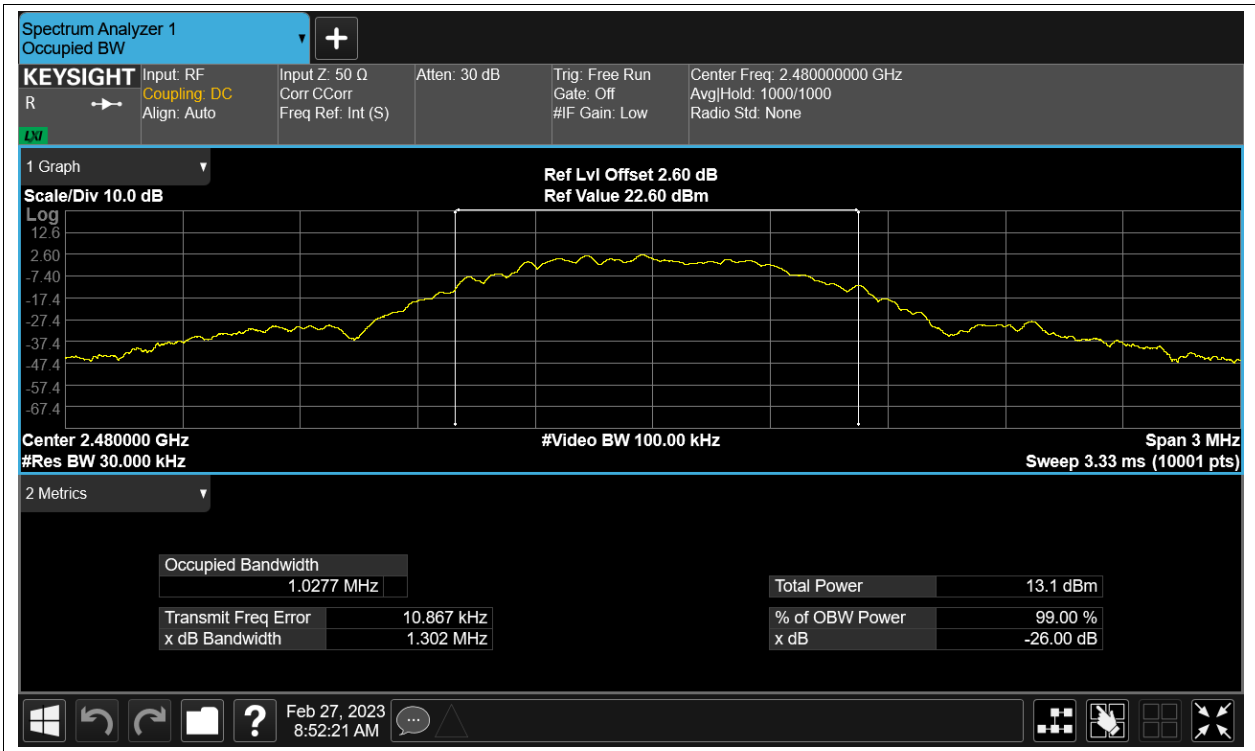 Spectrum Analyzer 1
Occupied BW
KEYSIGHT
R
LXI
Input: RF
Coupling: DC
Align: Auto
Input Z: 50 Ω
Corr CCorr
Freq Ref: Int (S)
Atten: 30 dB
Trig: Free Run
Gate: Off
#IF Gain: Low
Center Freq: 2.480000000 GHz
Avg|Hold: 1000/1000
Radio Std: None
1 Graph
Scale/Div 10.0 dB
Ref Lvl Offset 2.60 dB
Ref Value 22.60 dBm
Log
12.6
2.60
-7.40
-17.4
-27.4
-37.4
-47.4
-57.4
-67.4
Center 2.480000 GHz
#Video BW 100.00 kHz
Span 3 MHz
#Res BW 30.000 kHz
Sweep 3.33 ms (10001 pts)
2 Metrics
Occupied Bandwidth
1.0277 MHz
Total Power 13.1 dBm
Transmit Freq Error 10.867 kHz
% of OBW Power 99.00 %
x dB Bandwidth 1.302 MHz
x dB -26.00 dB
?
Feb 27, 2023
8:52:21 AM